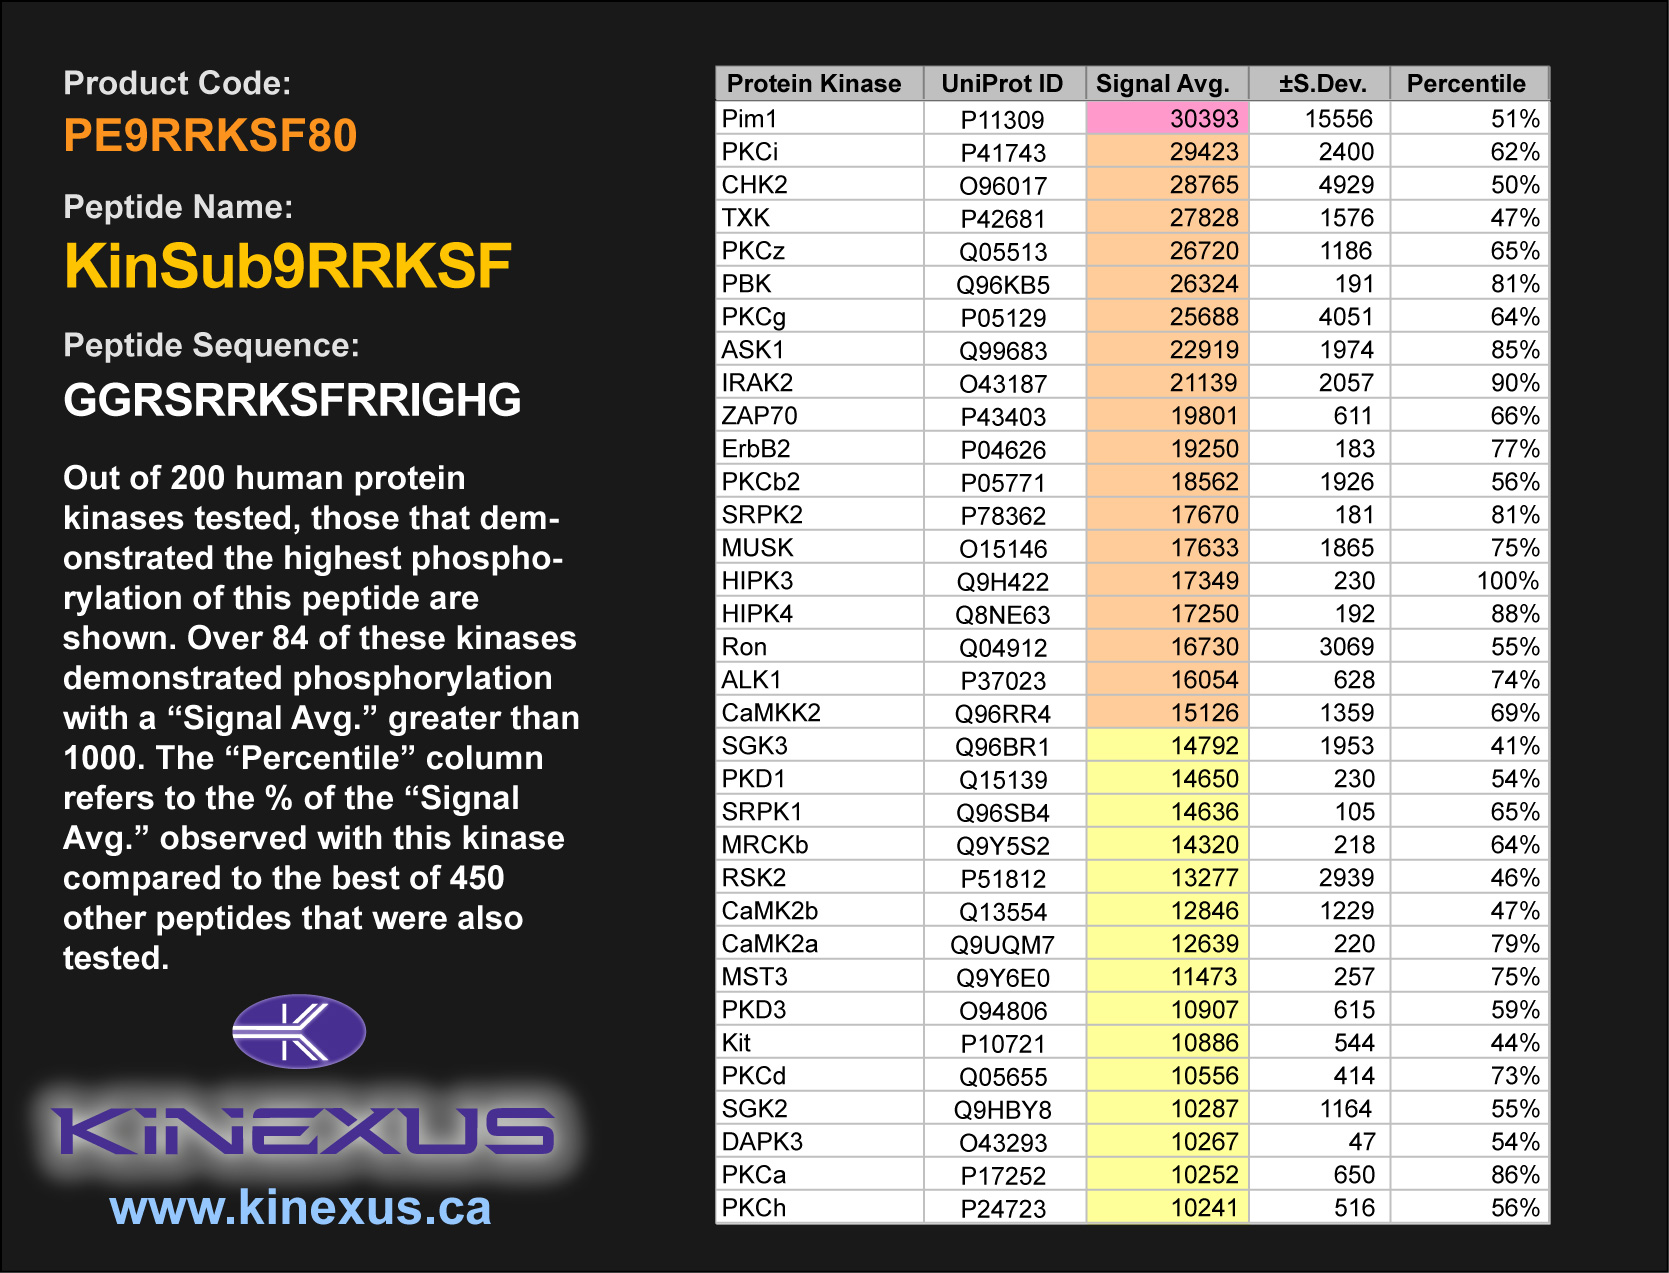 Product Code:
PE9RRKSF80
Peptide Name:
KinSub9RRKSF
Peptide Sequence:
GGRSRRKSFRRIGHG
Out of 200 human protein
kinases tested, those that dem-
onstrated the highest phospho-
rylation of this peptide are
shown. Over 84 of these kinases
demonstrated phosphorylation
with a “Signal Avg.” greater than
1000. The “Percentile” column
refers to the % of the “Signal
Avg.” observed with this kinase
compared to the best of 450
other peptides that were also
tested.
KINEXUS
www.kinexus.ca
Protein Kinase UniProt ID Signal Avg. ±S.Dev. Percentile
Pim1 P11309 30393 15556 51%
PKCi P41743 29423 2400 62%
CHK2 O96017 28765 4929 50%
TXK P42681 27828 1576 47%
PKCz Q05513 26720 1186 65%
PBK Q96KB5 26324 191 81%
PKCg P05129 25688 4051 64%
ASK1 Q99683 22919 1974 85%
IRAK2 O43187 21139 2057 90%
ZAP70 P43403 19801 611 66%
ErbB2 P04626 19250 183 77%
PKCb2 P05771 18562 1926 56%
SRPK2 P78362 17670 181 81%
MUSK O15146 17633 1865 75%
HIPK3 Q9H422 17349 230 100%
HIPK4 Q8NE63 17250 192 88%
Ron Q04912 16730 3069 55%
ALK1 P37023 16054 628 74%
CaMKK2 Q96RR4 15126 1359 69%
SGK3 Q96BR1 14792 1953 41%
PKD1 Q15139 14650 230 54%
SRPK1 Q96SB4 14636 105 65%
MRCKb Q9Y5S2 14320 218 64%
RSK2 P51812 13277 2939 46%
CaMK2b Q13554 12846 1229 47%
CaMK2a Q9UQM7 12639 220 79%
MST3 Q9Y6E0 11473 257 75%
PKD3 O94806 10907 615 59%
Kit P10721 10886 544 44%
PKCd Q05655 10556 414 73%
SGK2 Q9HBY8 10287 1164 55%
DAPK3 O43293 10267 47 54%
PKCa P17252 10252 650 86%
PKCh P24723 10241 516 56%